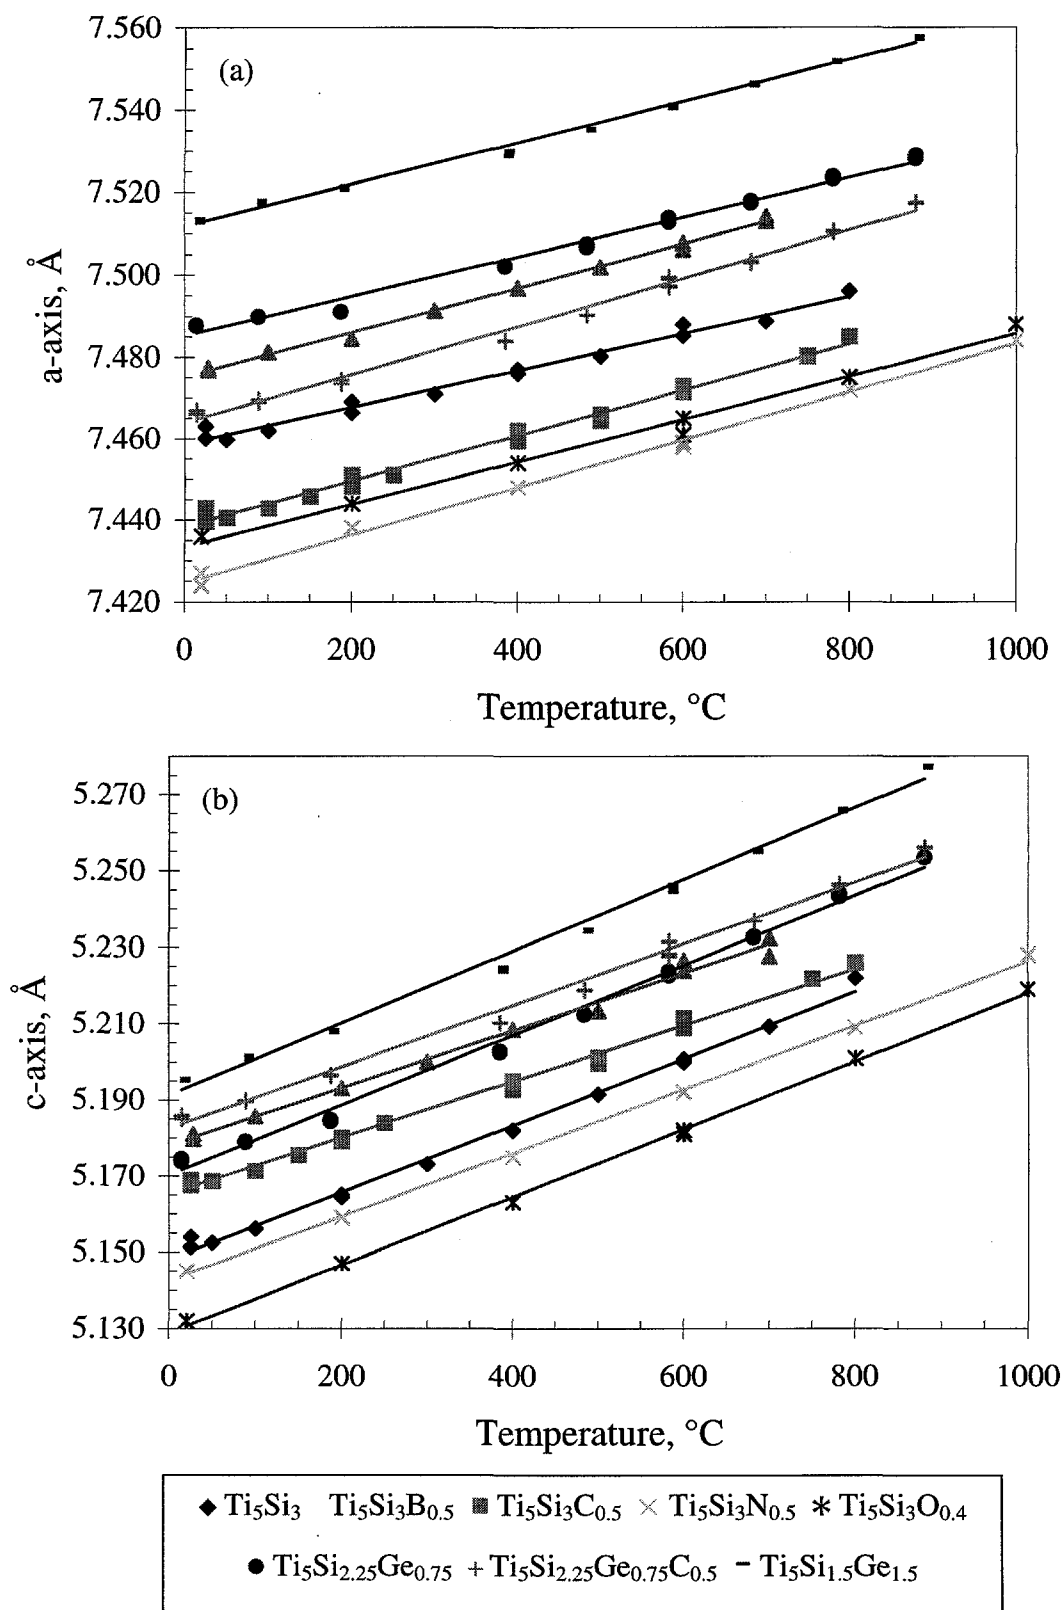 7.560
(a)
7.540
7.520
7.500
7.480
7.460
7.440
7.420
a-axis, Å
0 200 400 600 800 1000
Temperature, °C
5.270
(b)
5.250
5.230
5.210
5.190
5.170
5.150
5.130
c-axis, Å
0 200 400 600 800 1000
Temperature, °C
Ti₅Si₃ Ti₅Si₃B₀.₅ Ti₅Si₃C₀.₅ Ti₅Si₃N₀.₅ Ti₅Si₃O₀.₄
Ti₅Si₂.₂₅Ge₀.₇₅ Ti₅Si₂.₂₅Ge₀.₇₅C₀.₅ Ti₅Si₁.₅Ge₁.₅